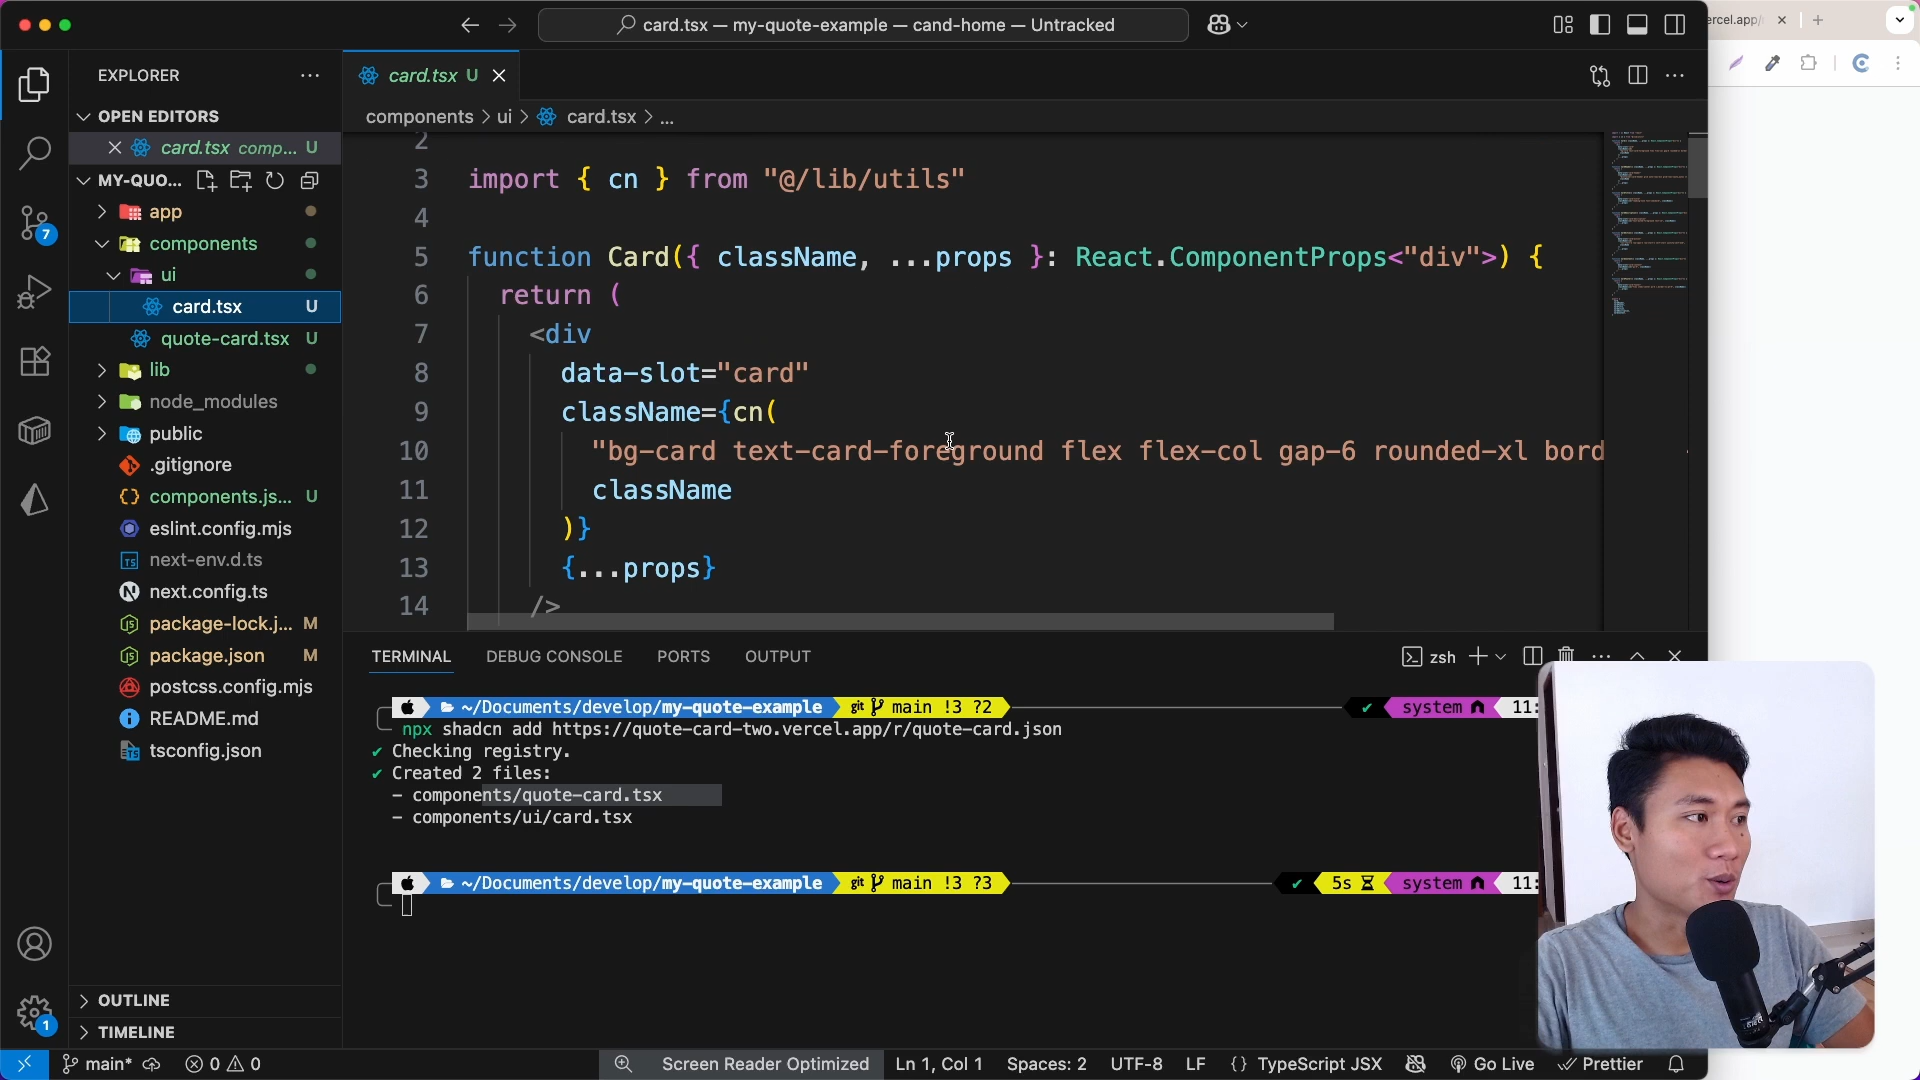 card.tsx — my-quote-example — cand-home — Untracked
ercel.app/
EXPLORER
OPEN EDITORS
card.tsx comp... U
MY-QUO...
app
components
ui
card.tsx U
quote-card.tsx U
lib
node_modules
public
.gitignore
components.js... U
eslint.config.mjs
next-env.d.ts
next.config.ts
package-lock.j... M
package.json M
postcss.config.mjs
README.md
tsconfig.json
OUTLINE
TIMELINE
7
1
card.tsx U
components > ui > card.tsx > ...
2
3 import { cn } from "@/lib/utils"
4
5 function Card({ className, ...props }: React.ComponentProps<"div">) {
6 return (
7 <div
8 data-slot="card"
9 className={cn(
10 "bg-card text-card-foreground flex flex-col gap-6 rounded-xl bord
11 className
12 )}
13 {...props}
14 />
TERMINAL DEBUG CONSOLE PORTS OUTPUT
zsh
~/Documents/develop/my-quote-example git main !3 ?2 ✔ system 11:
npx shadcn add https://quote-card-two.vercel.app/r/quote-card.json
✔ Checking registry.
✔ Created 2 files:
- components/quote-card.tsx
- components/ui/card.tsx
~/Documents/develop/my-quote-example git main !3 ?3 ✔ 5s system 11:
main* 0 0 Screen Reader Optimized Ln 1, Col 1 Spaces: 2 UTF-8 LF {} TypeScript JSX Go Live Prettier